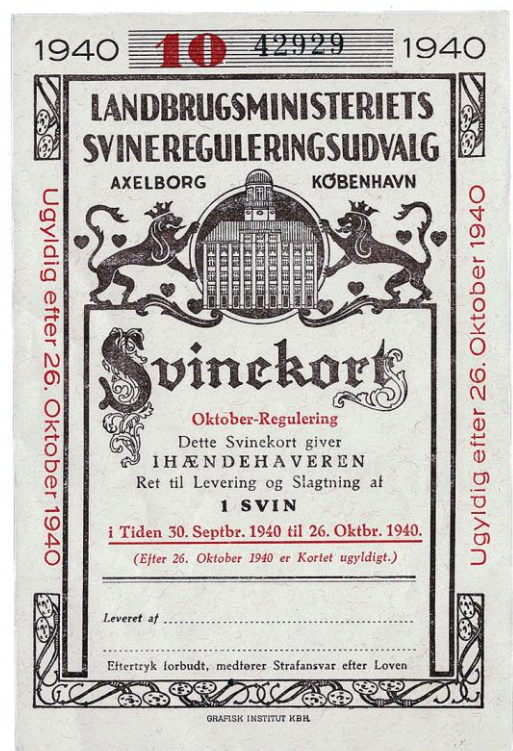 1940 10 42929 1940
LANDBRUGSMINISTERIETS
SVINEREGULERINGSUDVALG
AXELBORG KØBENHAVN
Ugyldig efter 26. Oktober 1940
Ugyldig efter 26. Oktober 1940
Svinekort
Oktober-Regulering
Dette Svinekort giver
IHÆNDEHAVEREN
Ret til Levering og Slagtning af
1 SVIN
i Tiden 30. Septbr. 1940 til 26. Oktbr. 1940.
(Efter 26. Oktober 1940 er Kortet ugyldigt.)
Leveret af
Eftertryk forbudt, medfører Strafansvar efter Loven
GRAFISK INSTITUT KBH.